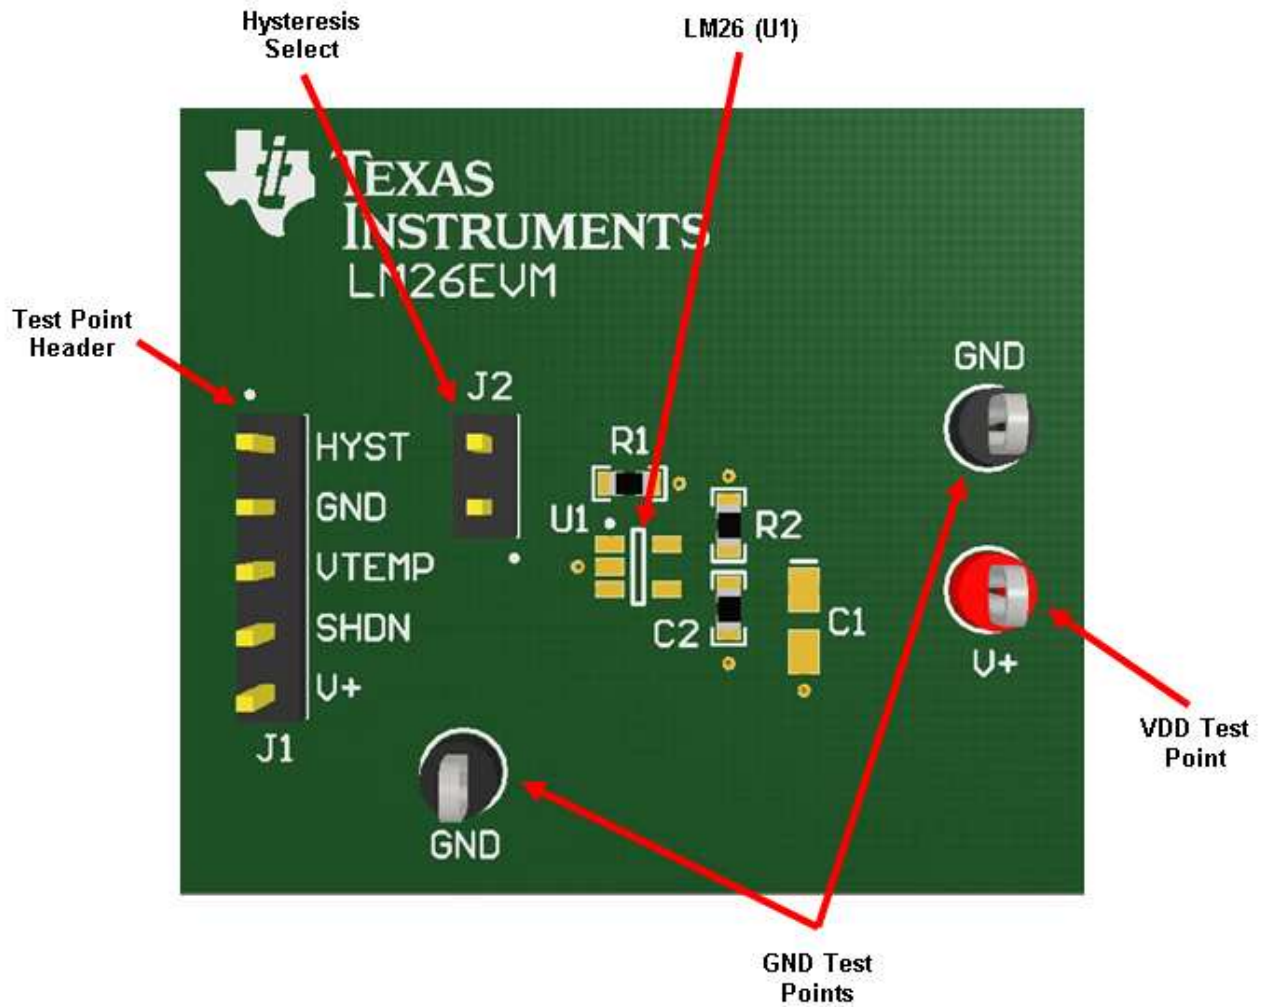 Hysteresis
Select
LM26 (U1)
TEXAS
INSTRUMENTS
LM26EVM
Test Point
Header
GND
J2
HYST
R1
GND
U1
R2
VTEMP
SHDN
C2
C1
V+
V+
J1
VDD Test
Point
GND
GND Test
Points